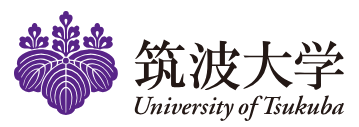 筑波大学
University of Tsukuba